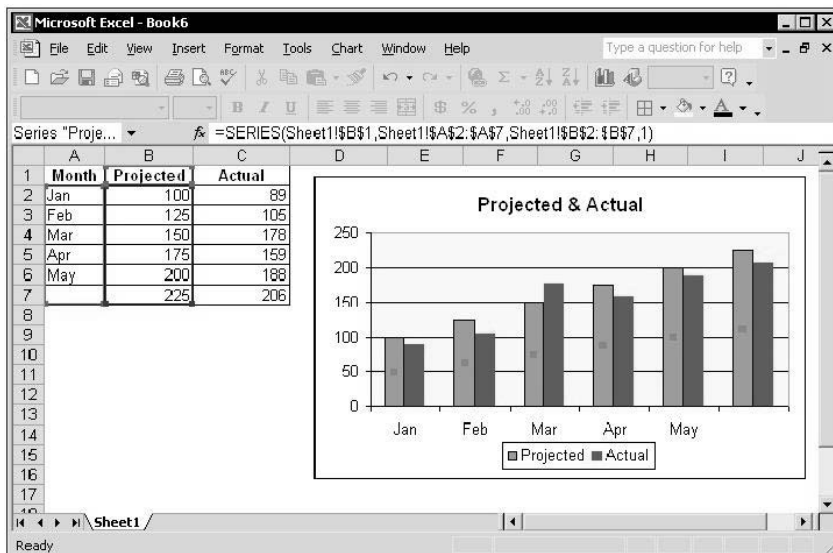 Microsoft Excel - Book6
File Edit View Insert Format Tools Chart Window Help Type a question for help
B I U $ % ,
Series "Proje... fx =SERIES(Sheet1!$B$1,Sheet1!$A$2:$A$7,Sheet1!$B$2:$B$7,1)
A B C D E F G H I J
1 Month Projected Actual
2 Jan 100 89
3 Feb 125 105
4 Mar 150 178
5 Apr 175 159
6 May 200 188
7 225 206
8
9
10
11
12
13
14
15
16
17
18
Projected & Actual
250
200
150
100
50
0
Jan Feb Mar Apr May
Projected Actual
Sheet1
Ready